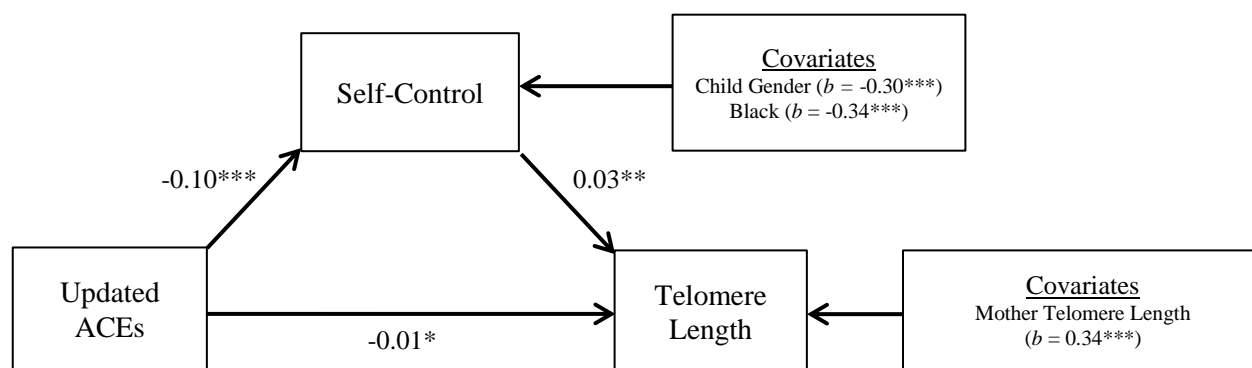 Self-Control
Covariates
Child Gender (b = -0.30***)
Black (b = -0.34***)
-0.10***
0.03**
Updated
ACEs
-0.01*
Telomere
Length
Covariates
Mother Telomere Length
(b = 0.34***)